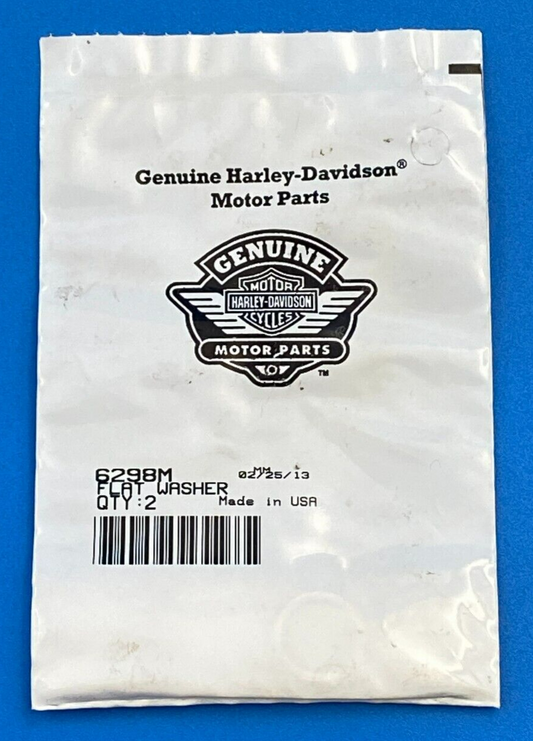 Genuine Harley-Davidson®
Motor Parts
GENUINE
MOTOR
HARLEY-DAVIDSON
CYCLES
MOTOR PARTS
™
6298M
MM
02/25/13
FLAT WASHER
QTY:2
Made in USA